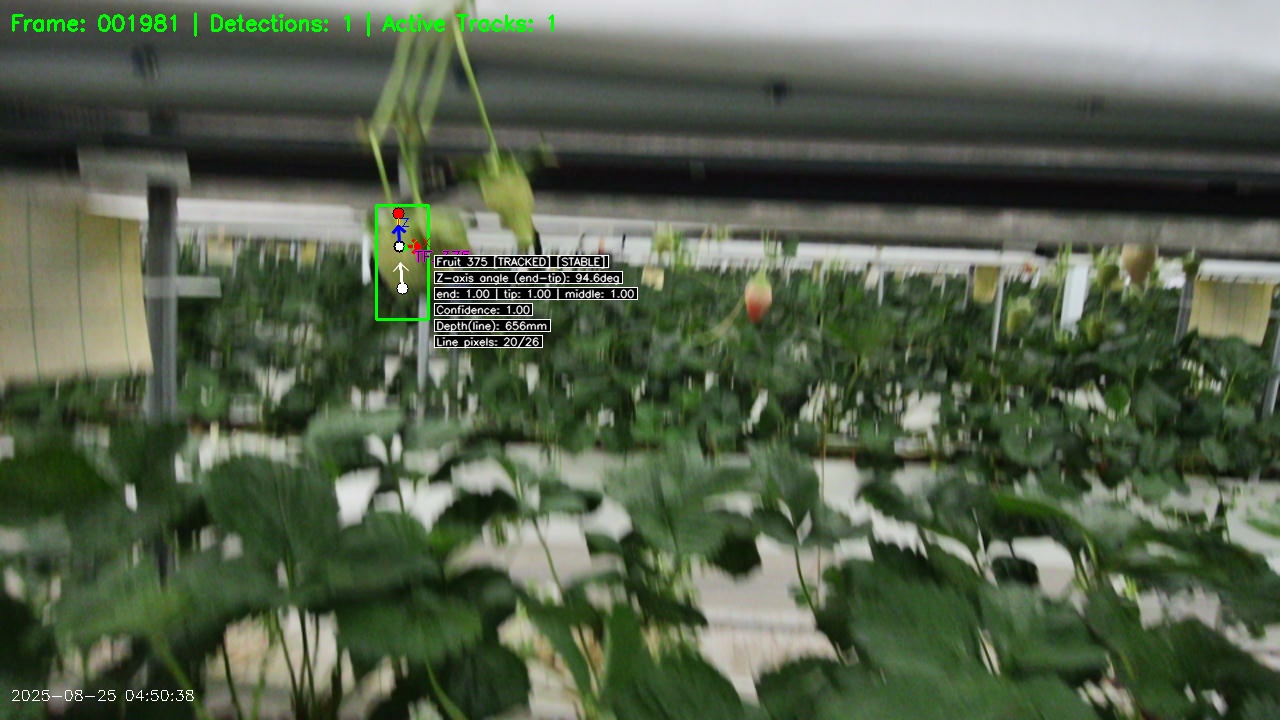 Frame: 001981 | Detections: 1 | Active Tracks: 1
Z
Fruit 375 [TRACKED] [STABLE]
Z-axis angle (end-tip): 94.6deg
end: 1.00 | tip: 1.00 | middle: 1.00
Confidence: 1.00
Depth(line): 656mm
Line pixels: 20/26
2025-08-25 04:50:38